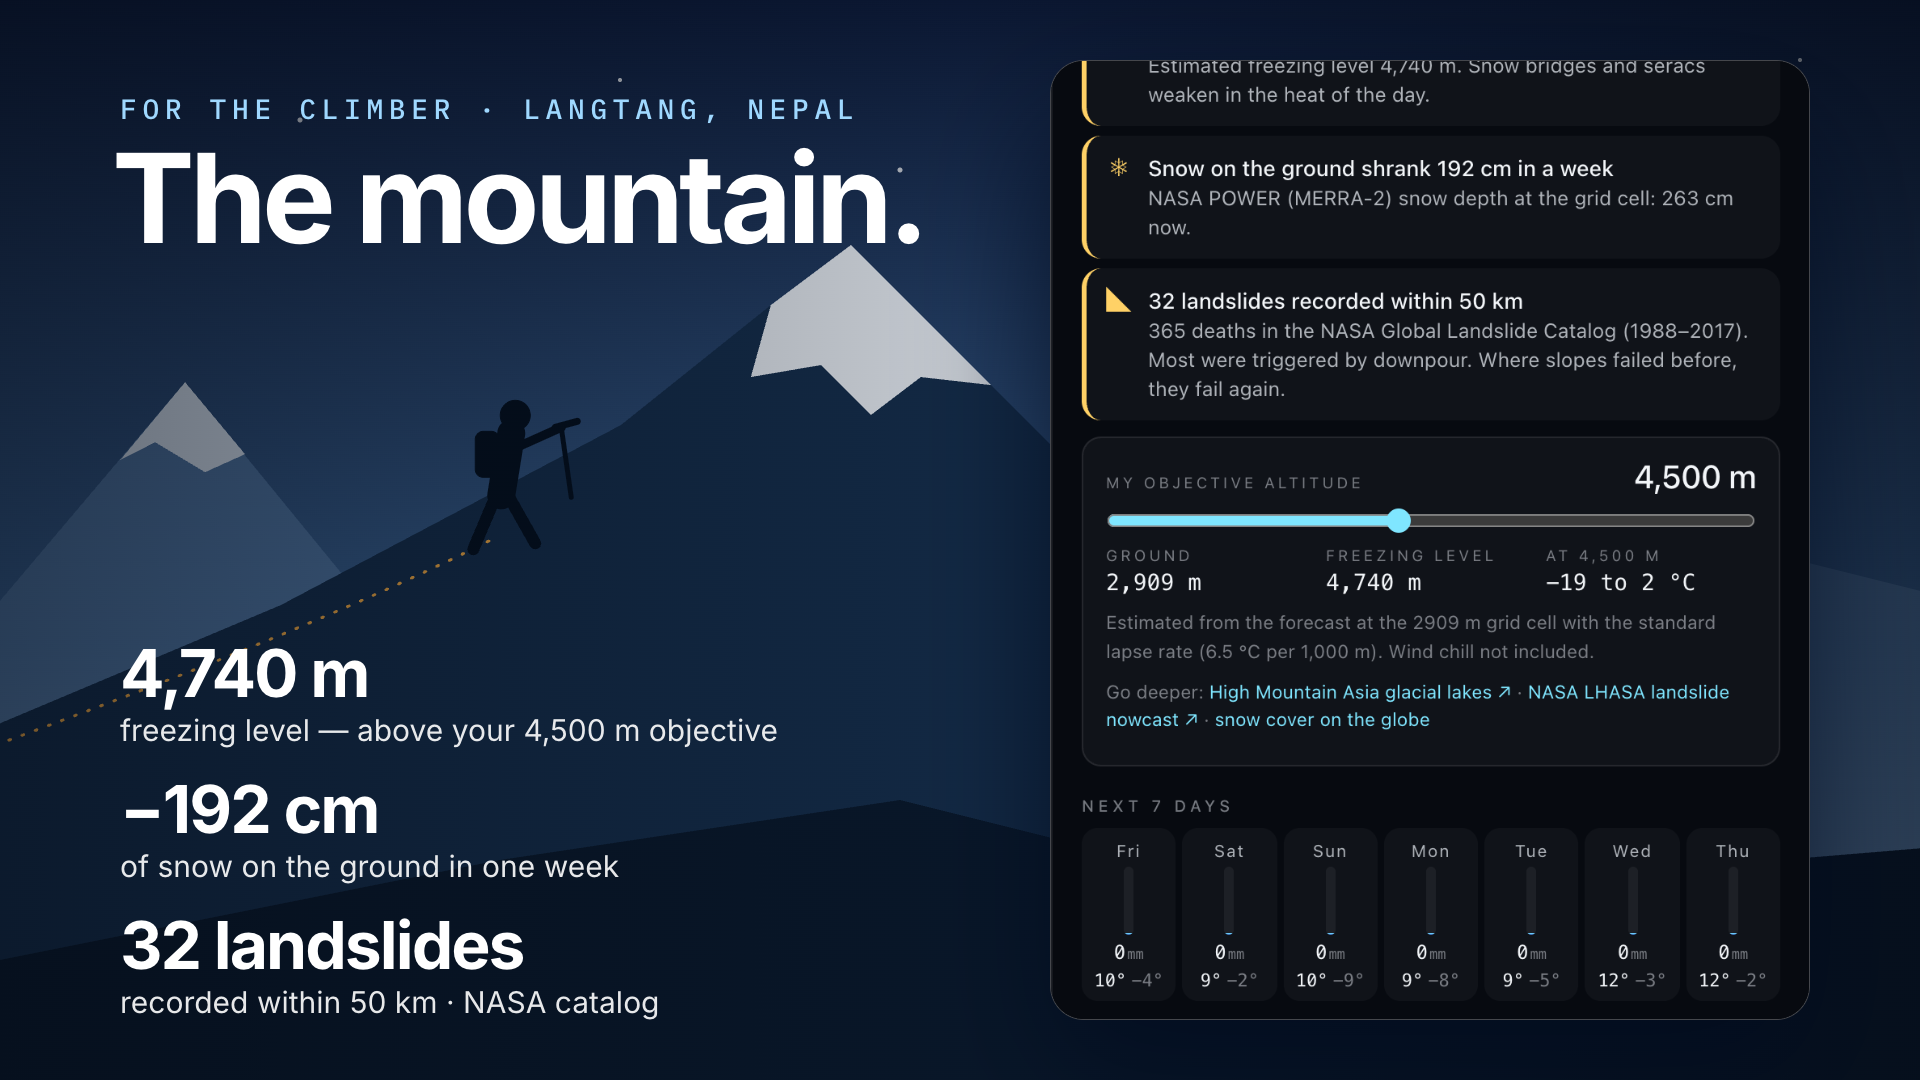 FOR THE CLIMBER · LANGTANG, NEPAL
The mountain.
4,740 m
freezing level — above your 4,500 m objective
−192 cm
of snow on the ground in one week
32 landslides
recorded within 50 km · NASA catalog
Estimated freezing level 4,740 m. Snow bridges and seracs
weaken in the heat of the day.
Snow on the ground shrank 192 cm in a week
NASA POWER (MERRA-2) snow depth at the grid cell: 263 cm
now.
32 landslides recorded within 50 km
365 deaths in the NASA Global Landslide Catalog (1988–2017).
Most were triggered by downpour. Where slopes failed before,
they fail again.
MY OBJECTIVE ALTITUDE 4,500 m
GROUND FREEZING LEVEL AT 4,500 M
2,909 m 4,740 m −19 to 2 °C
Estimated from the forecast at the 2909 m grid cell with the standard
lapse rate (6.5 °C per 1,000 m). Wind chill not included.
Go deeper: High Mountain Asia glacial lakes ↗ · NASA LHASA landslide
nowcast ↗ · snow cover on the globe
NEXT 7 DAYS
Fri Sat Sun Mon Tue Wed Thu
0mm 0mm 0mm 0mm 0mm 0mm 0mm
10° −4° 9° −2° 10° −9° 9° −8° 9° −5° 12° −3° 12° −2°